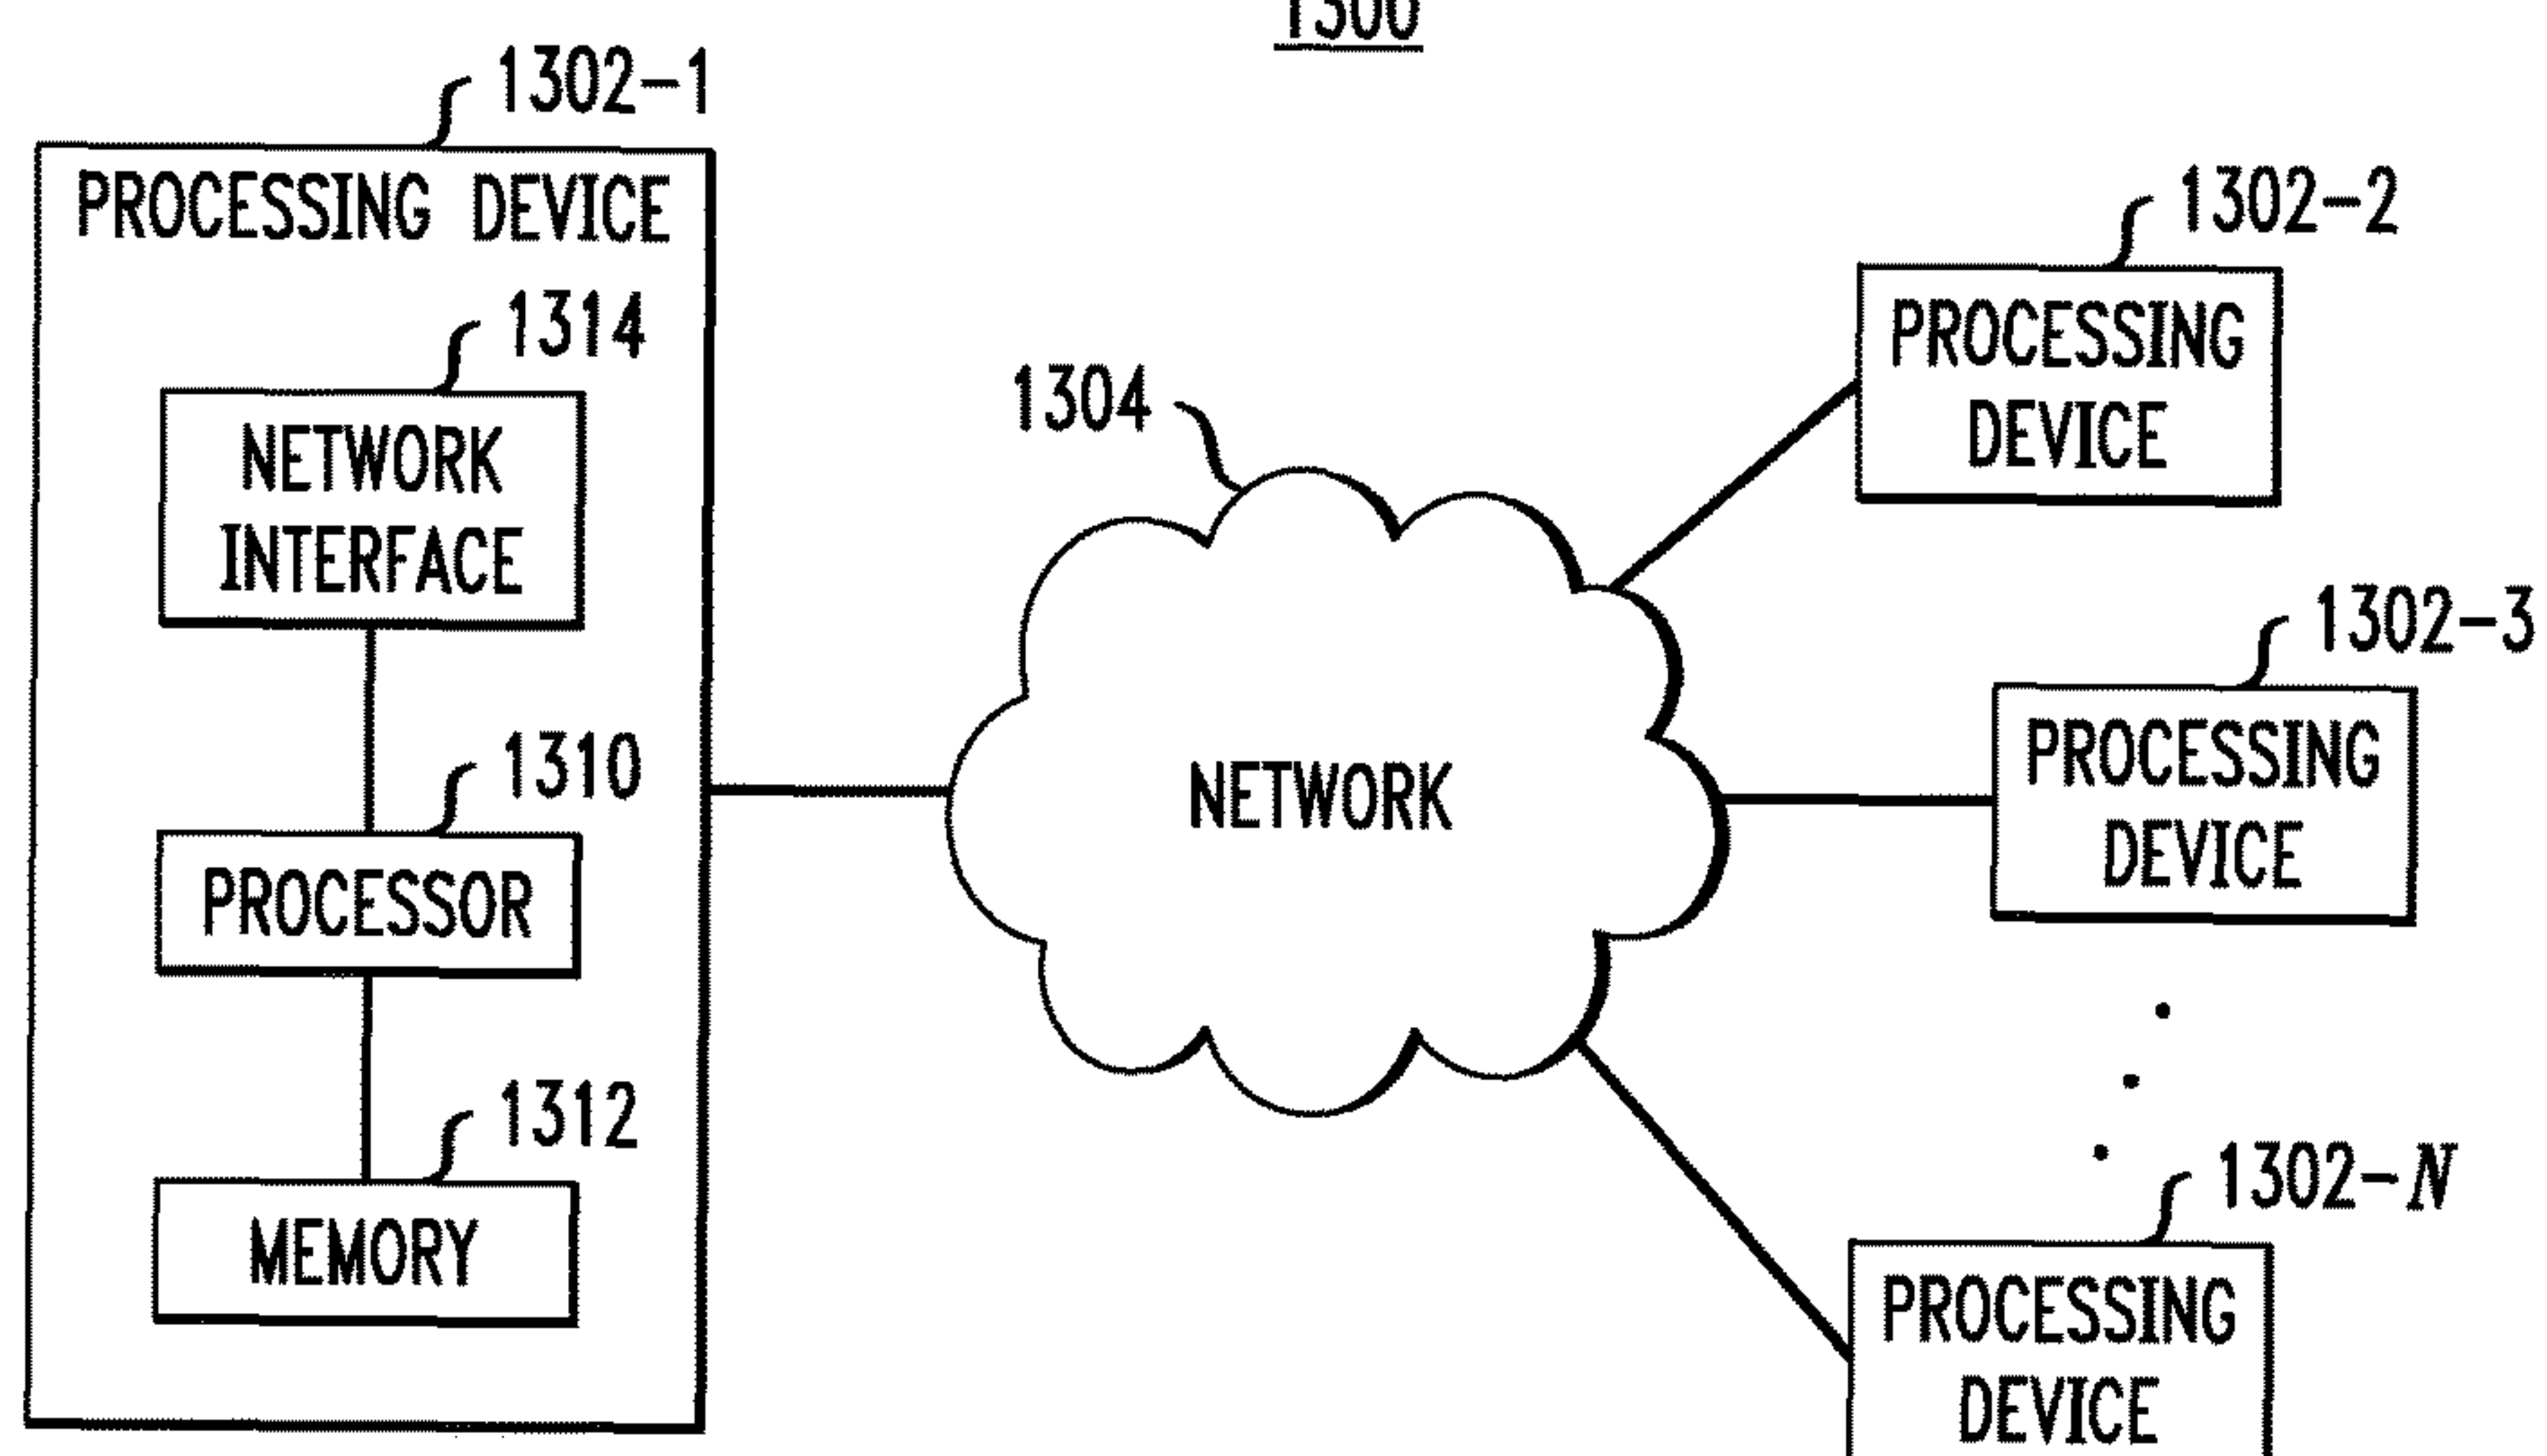 1300
1302-1
PROCESSING DEVICE
1314
NETWORK
INTERFACE
1310
PROCESSOR
1312
MEMORY
1304
NETWORK
1302-2
PROCESSING
DEVICE
1302-3
PROCESSING
DEVICE
1302-N
PROCESSING
DEVICE